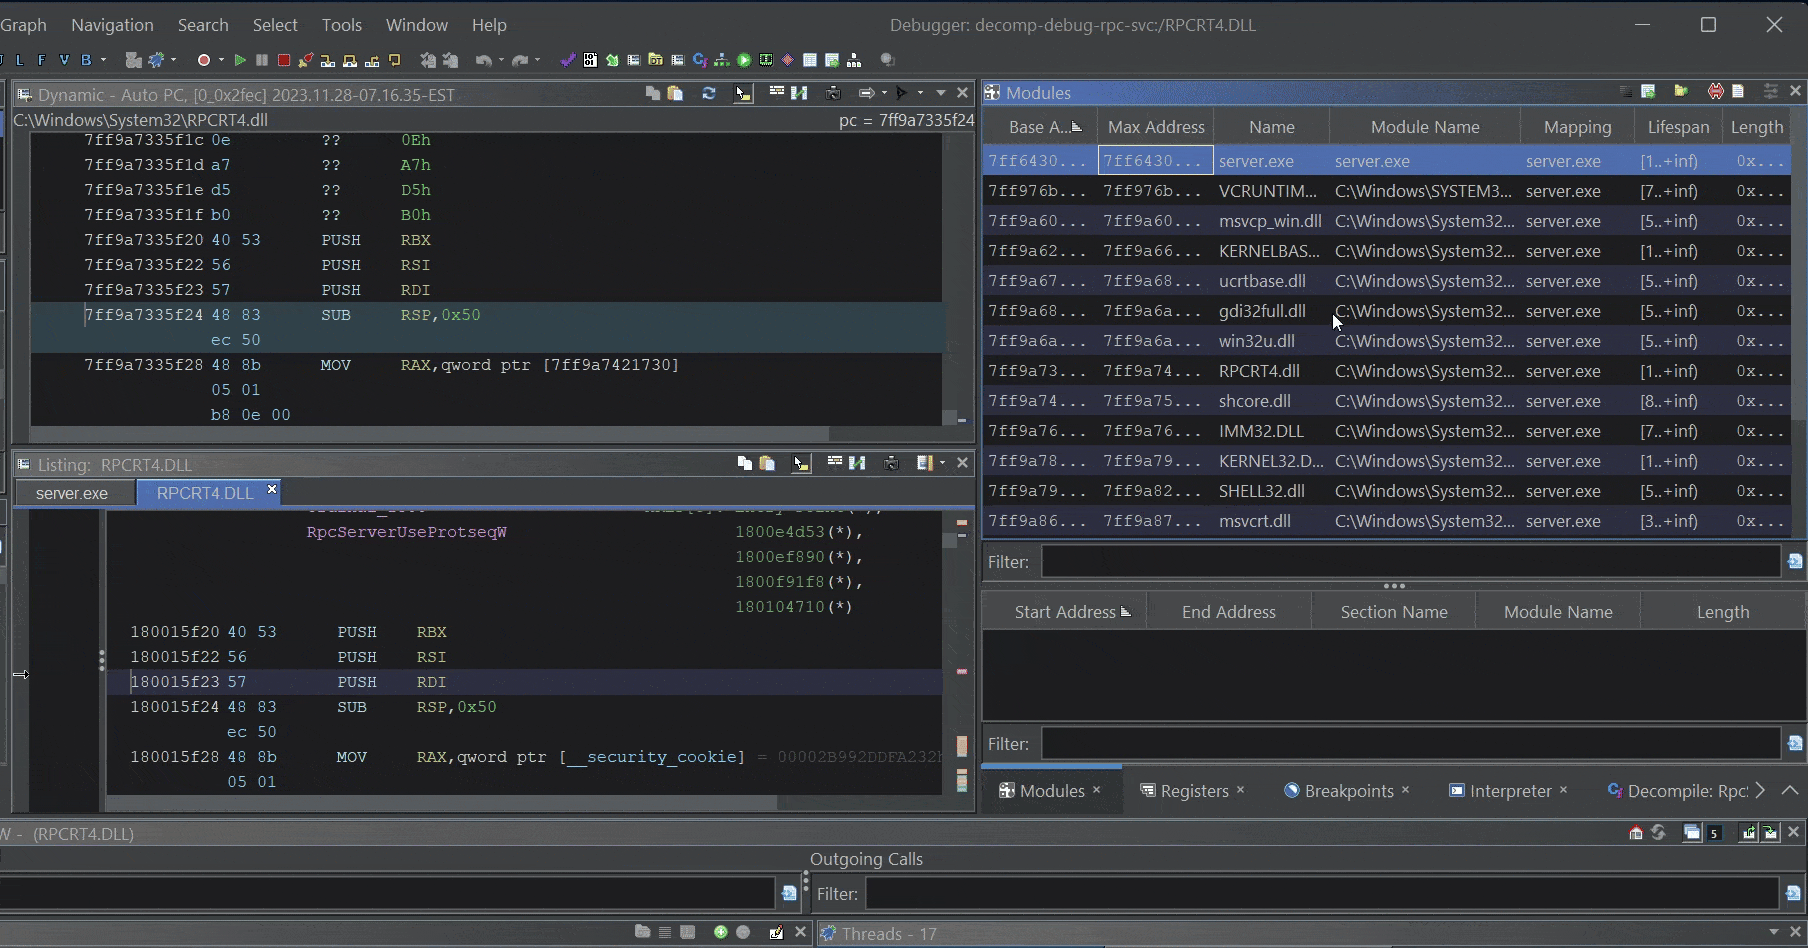 Graph Navigation Search Select Tools Window Help Debugger: decomp-debug-rpc-svc:/RPCRT4.DLL
L F V B
Dynamic - Auto PC, [0_0x2fec] 2023.11.28-07.16.35-EST
C:\Windows\System32\RPCRT4.dll pc = 7ff9a7335f24
7ff9a7335f1c 0e ?? 0Eh
7ff9a7335f1d a7 ?? A7h
7ff9a7335f1e d5 ?? D5h
7ff9a7335f1f b0 ?? B0h
7ff9a7335f20 40 53 PUSH RBX
7ff9a7335f22 56 PUSH RSI
7ff9a7335f23 57 PUSH RDI
7ff9a7335f24 48 83 SUB RSP,0x50
ec 50
7ff9a7335f28 48 8b MOV RAX,qword ptr [7ff9a7421730]
05 01
b8 0e 00
Listing: RPCRT4.DLL
server.exe RPCRT4.DLL
RpcServerUseProtseqW 1800e4d53(*),
1800ef890(*),
1800f91f8(*),
180104710(*)
180015f20 40 53 PUSH RBX
180015f22 56 PUSH RSI
180015f23 57 PUSH RDI
180015f24 48 83 SUB RSP,0x50
ec 50
180015f28 48 8b MOV RAX,qword ptr [__security_cookie] = 00002B992DDFA232h
05 01
Modules
Base A... Max Address Name Module Name Mapping Lifespan Length
7ff6430... 7ff6430... server.exe server.exe server.exe [1..+inf) 0x...
7ff976b... 7ff976b... VCRUNTIM... C:\Windows\SYSTEM3... server.exe [7..+inf) 0x...
7ff9a60... 7ff9a60... msvcp_win.dll C:\Windows\System32... server.exe [5..+inf) 0x...
7ff9a62... 7ff9a66... KERNELBAS... C:\Windows\System32... server.exe [1..+inf) 0x...
7ff9a67... 7ff9a68... ucrtbase.dll C:\Windows\System32... server.exe [5..+inf) 0x...
7ff9a68... 7ff9a6a... gdi32full.dll C:\Windows\System32... server.exe [5..+inf) 0x...
7ff9a6a... 7ff9a6a... win32u.dll C:\Windows\System32... server.exe [5..+inf) 0x...
7ff9a73... 7ff9a74... RPCRT4.dll C:\Windows\System32... server.exe [1..+inf) 0x...
7ff9a74... 7ff9a75... shcore.dll C:\Windows\System32... server.exe [8..+inf) 0x...
7ff9a76... 7ff9a76... IMM32.DLL C:\Windows\System32... server.exe [7..+inf) 0x...
7ff9a78... 7ff9a79... KERNEL32.D... C:\Windows\System32... server.exe [1..+inf) 0x...
7ff9a79... 7ff9a82... SHELL32.dll C:\Windows\System32... server.exe [5..+inf) 0x...
7ff9a86... 7ff9a87... msvcrt.dll C:\Windows\System32... server.exe [3..+inf) 0x...
Filter:
Start Address End Address Section Name Module Name Length
Filter:
Modules Registers Breakpoints Interpreter Decompile: Rpc
W - (RPCRT4.DLL) 5
Outgoing Calls
Filter:
Threads - 17